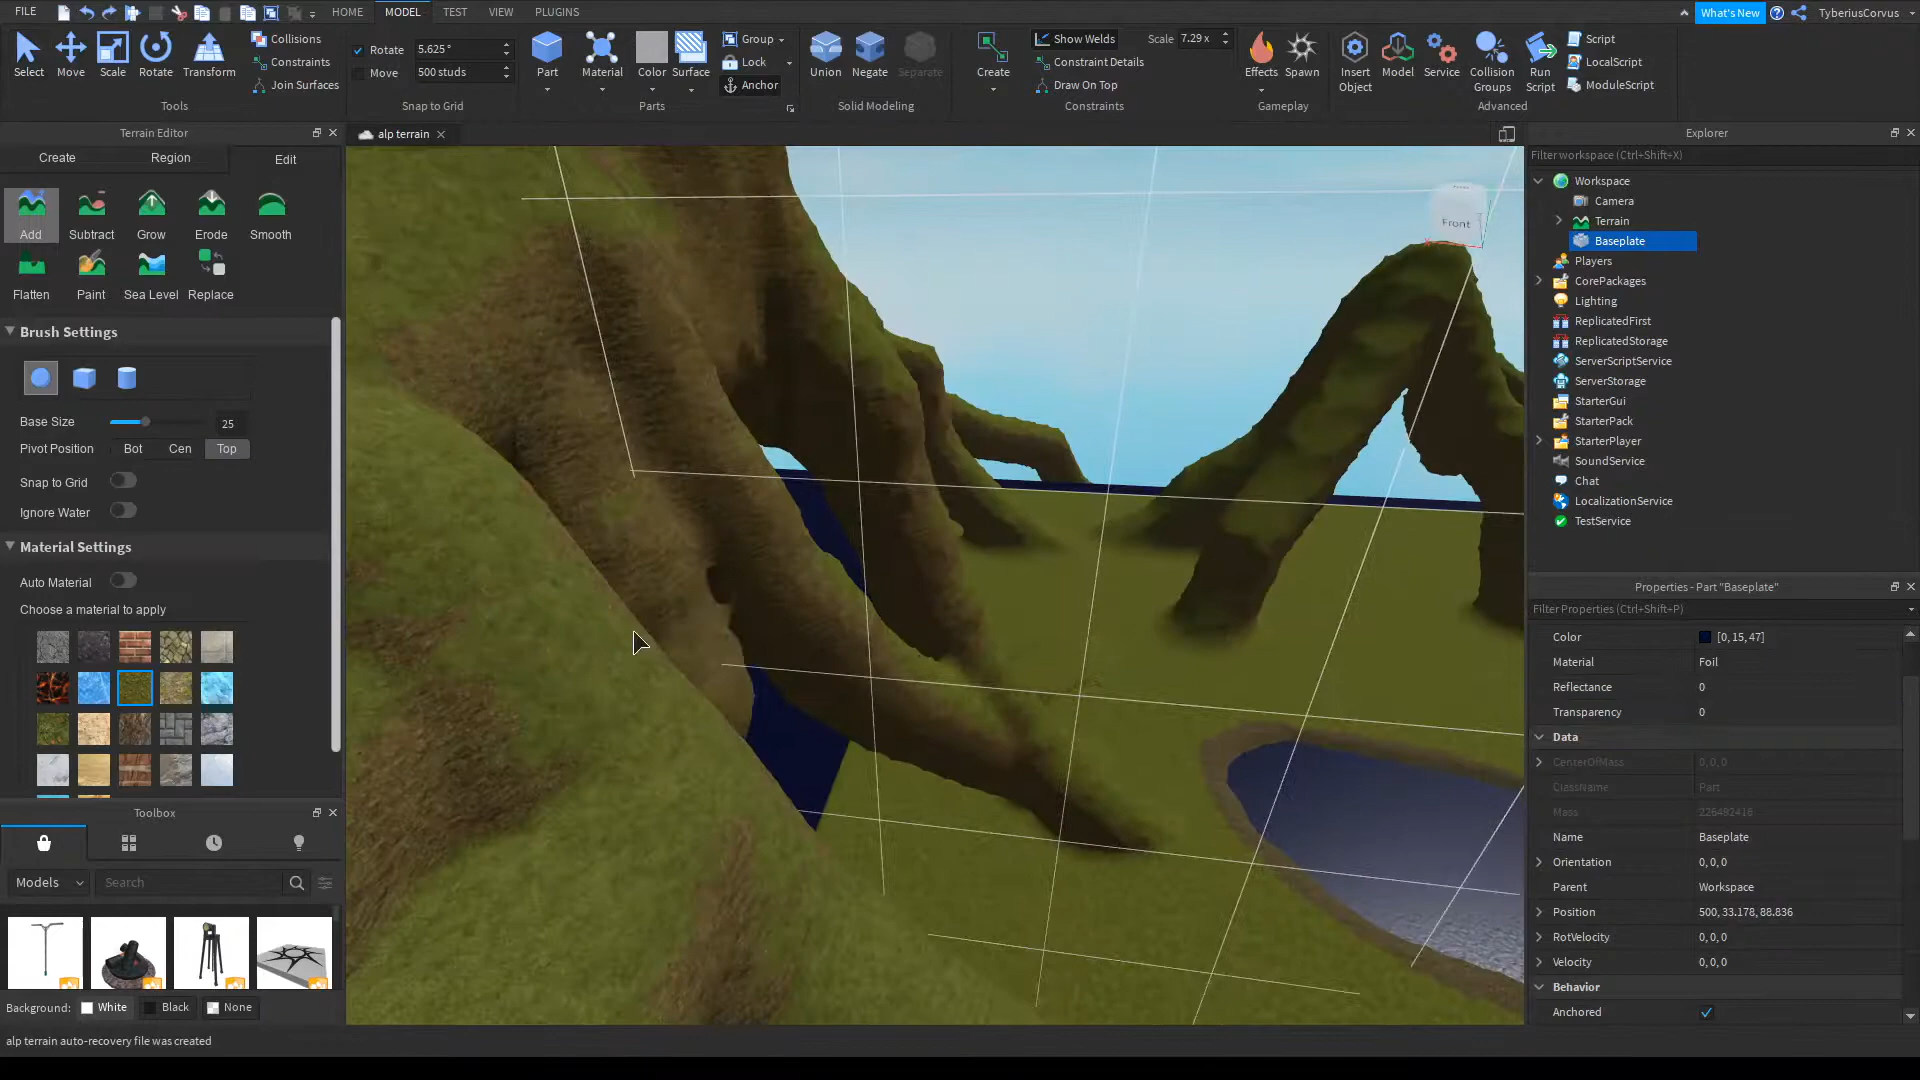 FILE
HOME
MODEL
TEST
VIEW
PLUGINS
What's New
TyberiusCorvus
Select
Move
Scale
Rotate
Transform
Collisions
Constraints
Join Surfaces
Tools
Rotate
5.625 °
Move
500 studs
Snap to Grid
Part
Material
Color
Surface
Group
Lock
Anchor
Parts
Union
Negate
Separate
Solid Modeling
Create
Show Welds
Constraint Details
Draw On Top
Scale
7.29 x
Constraints
Effects
Spawn
Gameplay
Insert
Object
Model
Service
Collision
Groups
Run
Script
Script
LocalScript
ModuleScript
Advanced
Terrain Editor
Create
Region
Edit
Add
Subtract
Grow
Erode
Smooth
Flatten
Paint
Sea Level
Replace
Brush Settings
Base Size
25
Pivot Position
Bot
Cen
Top
Snap to Grid
Ignore Water
Material Settings
Auto Material
Choose a material to apply
Toolbox
Models
Search
Background:
White
Black
None
alp terrain auto-recovery file was created
alp terrain
Front
Explorer
Filter workspace (Ctrl+Shift+X)
Workspace
Camera
Terrain
Baseplate
Players
CorePackages
Lighting
ReplicatedFirst
ReplicatedStorage
ServerScriptService
ServerStorage
StarterGui
StarterPack
StarterPlayer
SoundService
Chat
LocalizationService
TestService
Properties - Part "Baseplate"
Filter Properties (Ctrl+Shift+P)
Color
[0, 15, 47]
Material
Foil
Reflectance
0
Transparency
0
Data
CenterOfMass
0, 0, 0
ClassName
Part
Mass
226492416
Name
Baseplate
Orientation
0, 0, 0
Parent
Workspace
Position
500, 33.178, 88.836
RotVelocity
0, 0, 0
Velocity
0, 0, 0
Behavior
Anchored